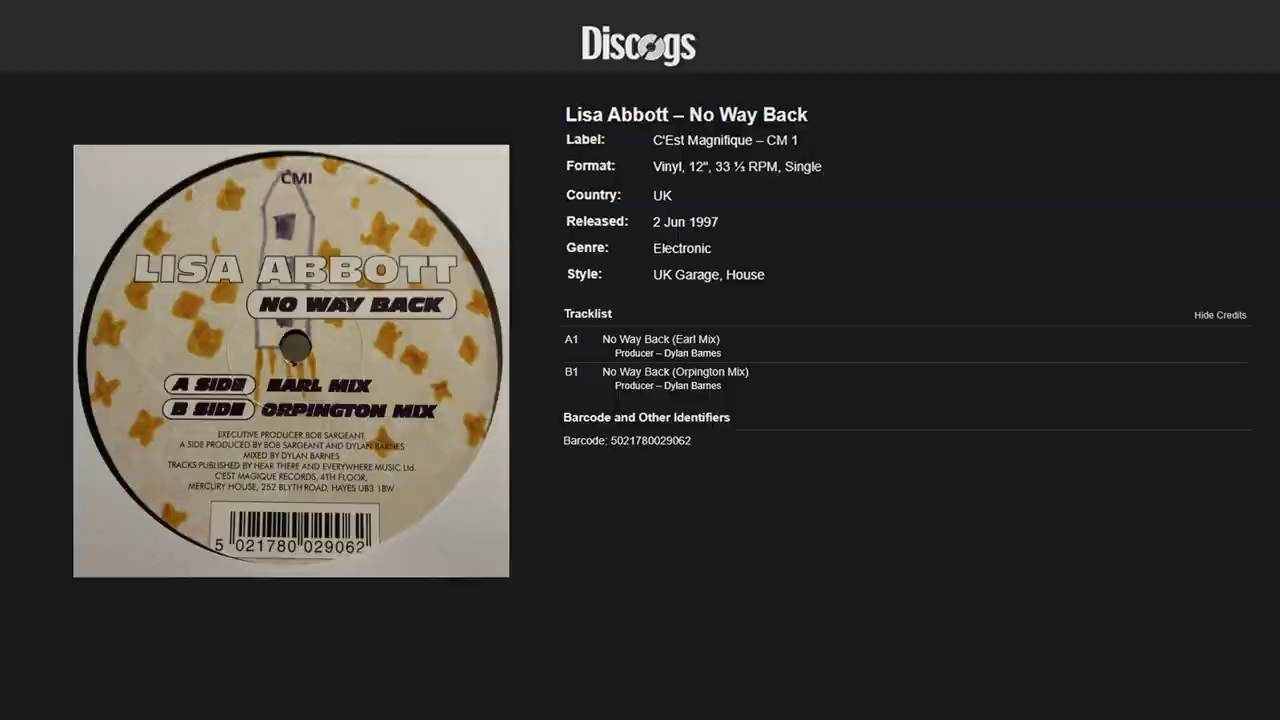 Discogs
Lisa Abbott – No Way Back
Label: C'Est Magnifique – CM 1
Format: Vinyl, 12", 33 ⅓ RPM, Single
Country: UK
Released: 2 Jun 1997
Genre: Electronic
Style: UK Garage, House
Tracklist
Hide Credits
A1 No Way Back (Earl Mix)
Producer – Dylan Barnes
B1 No Way Back (Orpington Mix)
Producer – Dylan Barnes
Barcode and Other Identifiers
Barcode: 5021780029062
CM1
LISA ABBOTT
NO WAY BACK
A SIDE EARL MIX
B SIDE ORPINGTON MIX
EXECUTIVE PRODUCER BOB SARGEANT
A SIDE PRODUCED BY BOB SARGEANT AND DYLAN BARNES
MIXED BY DYLAN BARNES
TRACKS PUBLISHED BY HEAR THERE AND EVERYWHERE MUSIC Ltd.
C'EST MAGIQUE RECORDS, 4TH FLOOR,
MERCURY HOUSE, 252 BLYTH ROAD, HAYES UB3 1BW
5 021780 029062